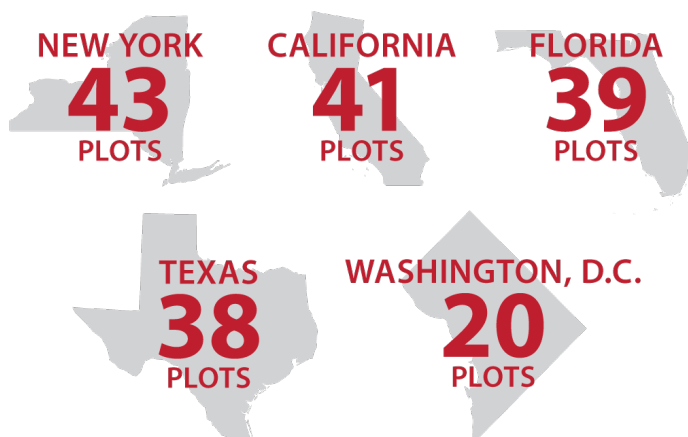 NEW YORK
43
PLOTS
CALIFORNIA
41
PLOTS
FLORIDA
39
PLOTS
TEXAS
38
PLOTS
WASHINGTON, D.C.
20
PLOTS